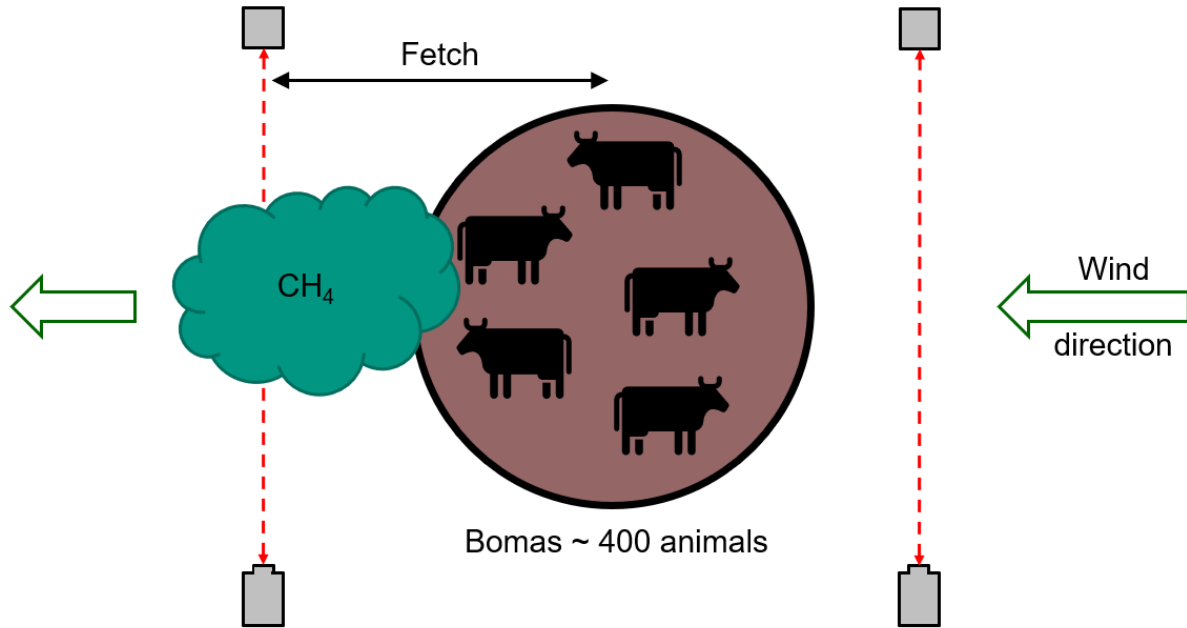 Fetch
CH₄
Wind
direction
Bomas ~ 400 animals